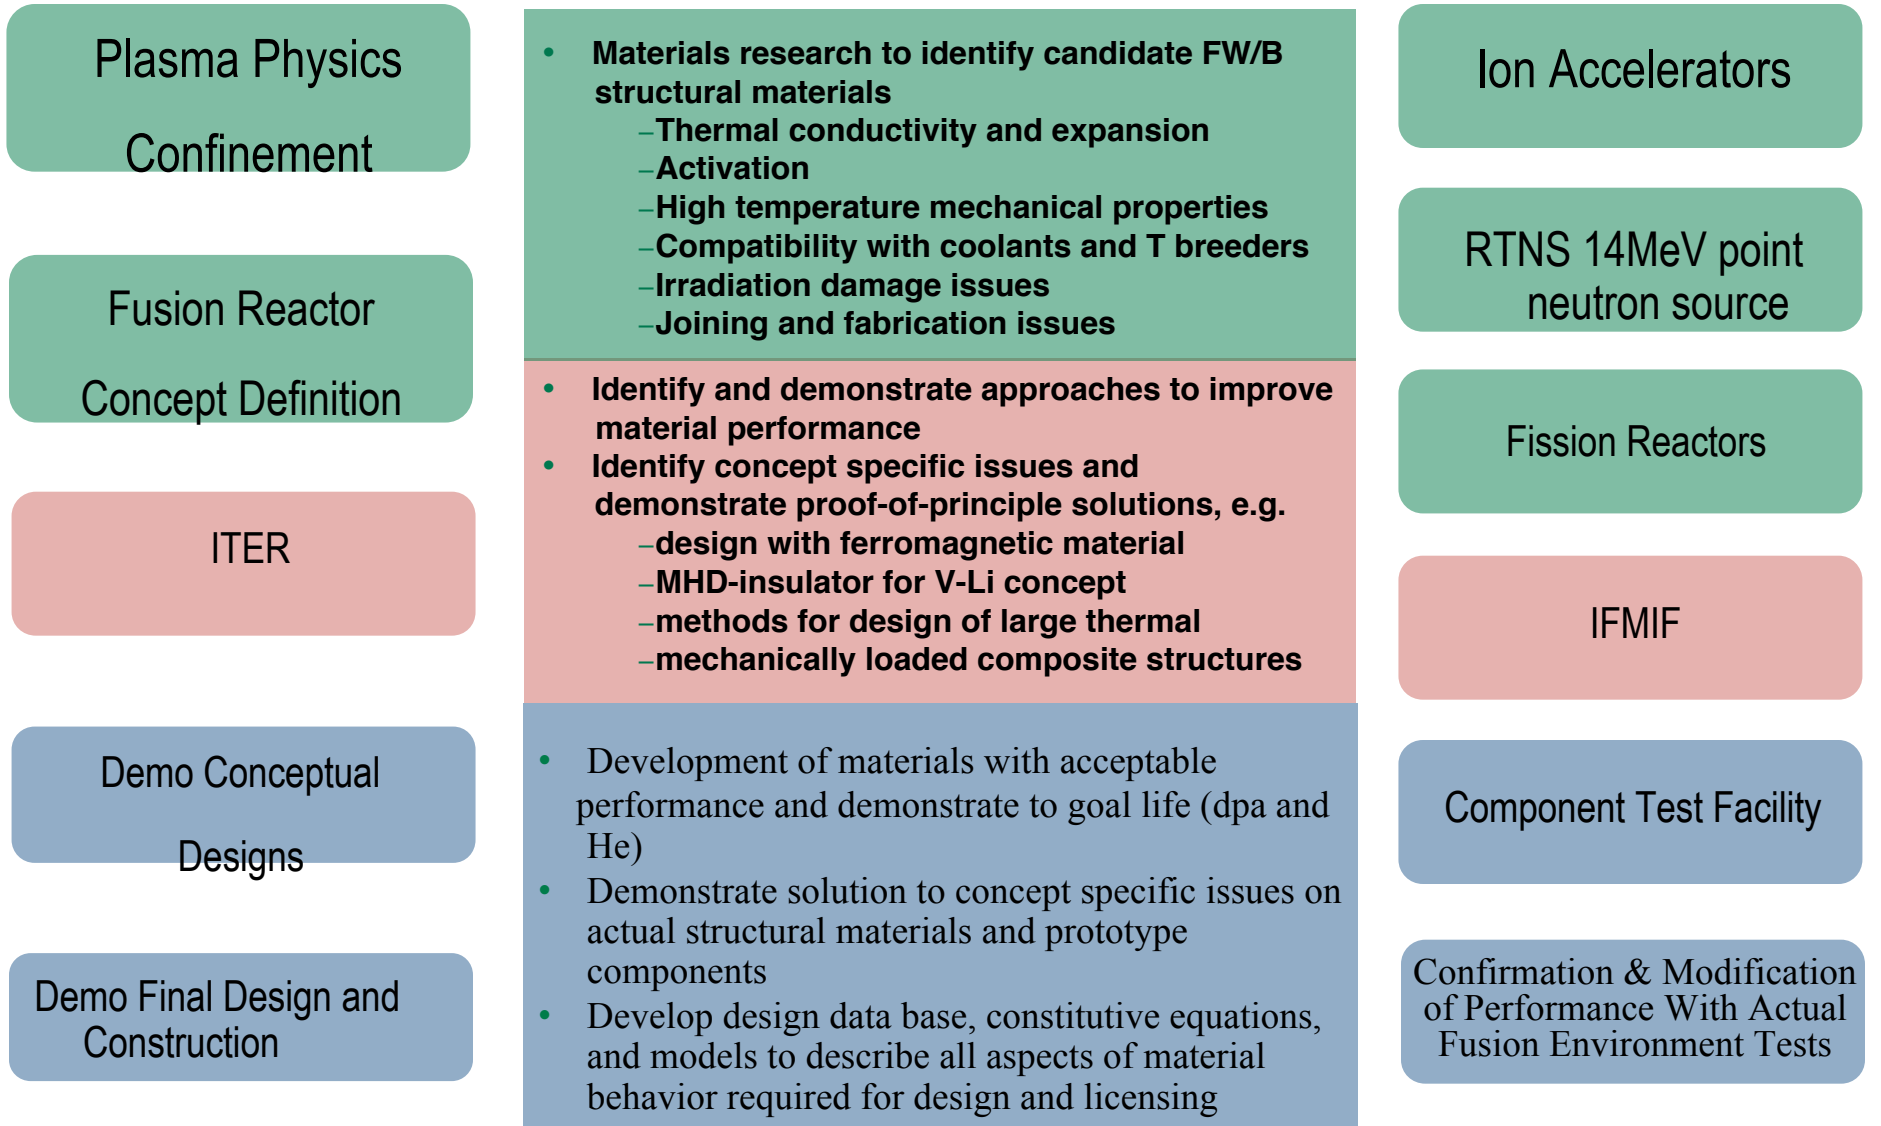 Plasma Physics
Confinement
Fusion Reactor
Concept Definition
ITER
Demo Conceptual
Designs
Demo Final Design and
Construction
• Materials research to identify candidate FW/B
structural materials
–Thermal conductivity and expansion
–Activation
–High temperature mechanical properties
–Compatibility with coolants and T breeders
–Irradiation damage issues
–Joining and fabrication issues
• Identify and demonstrate approaches to improve
material performance
• Identify concept specific issues and
demonstrate proof-of-principle solutions, e.g.
–design with ferromagnetic material
–MHD-insulator for V-Li concept
–methods for design of large thermal
–mechanically loaded composite structures
• Development of materials with acceptable
performance and demonstrate to goal life (dpa and
He)
• Demonstrate solution to concept specific issues on
actual structural materials and prototype
components
• Develop design data base, constitutive equations,
and models to describe all aspects of material
behavior required for design and licensing
Ion Accelerators
RTNS 14MeV point
neutron source
Fission Reactors
IFMIF
Component Test Facility
Confirmation & Modification
of Performance With Actual
Fusion Environment Tests